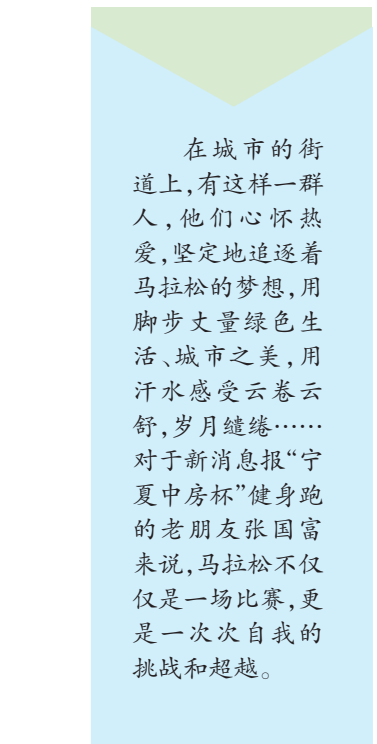 在城市的街
道上,有这样一群
人,他们心怀热
爱,坚定地追逐着
马拉松的梦想,用
脚步丈量绿色生
活、城市之美,用
汗水感受云卷云
舒,岁月缱绻……
对于新消息报“宁
夏中房杯”健身跑
的老朋友张国富
来说,马拉松不仅
仅是一场比赛,更
是一次次自我的
挑战和超越。